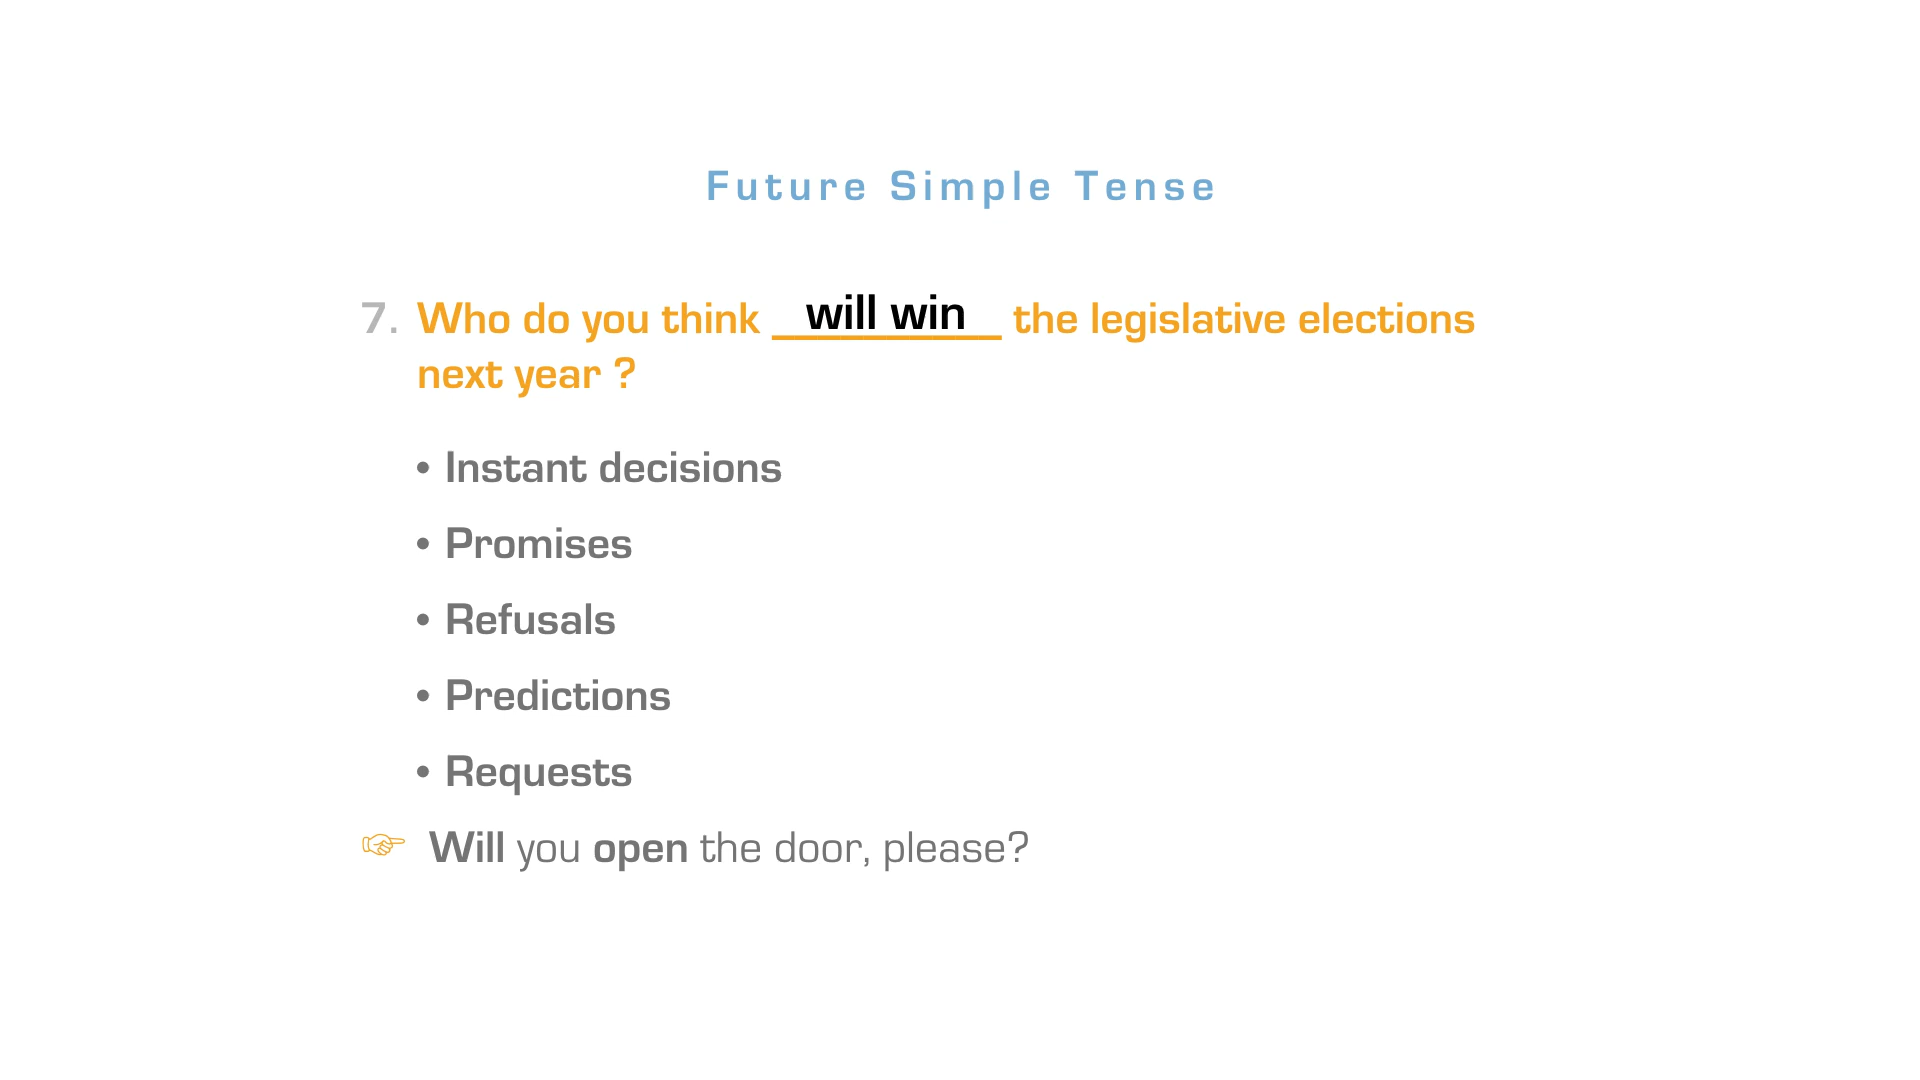 Future Simple Tense
7. Who do you think __________ the legislative elections
will win
next year ?
• Instant decisions
• Promises
• Refusals
• Predictions
• Requests
☞ Will you open the door, please?